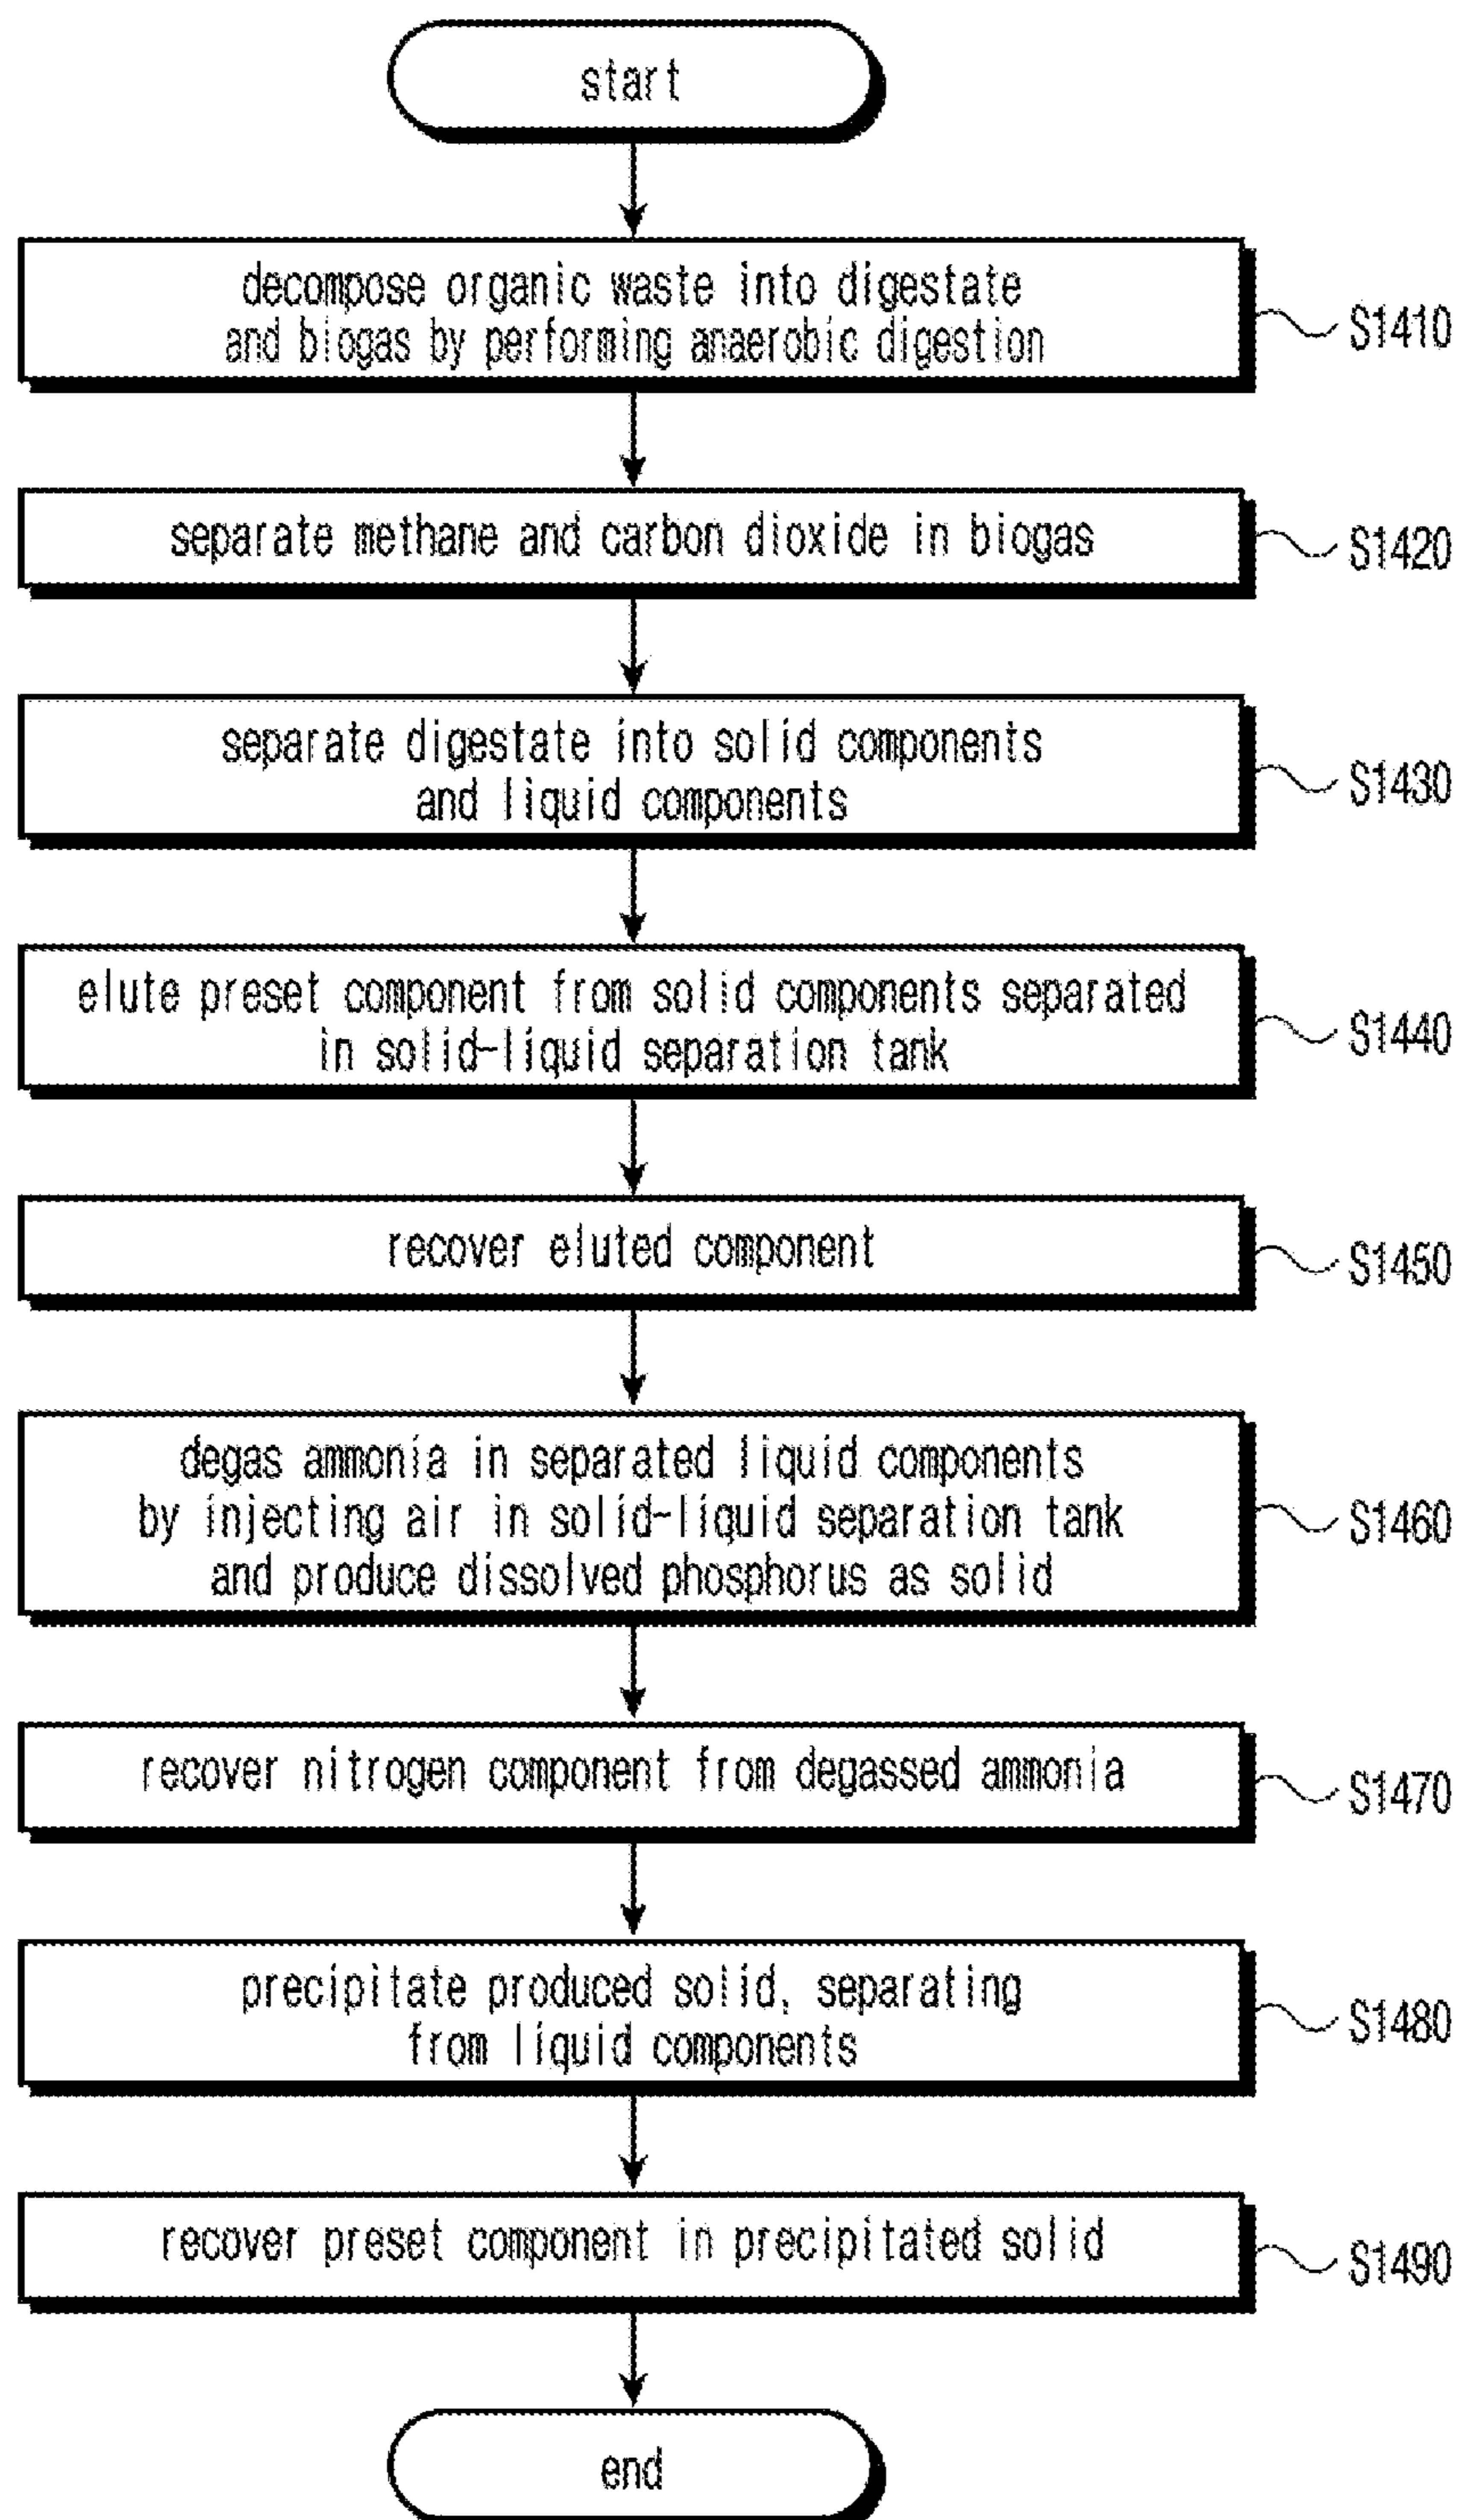 start
decompose organic waste into digestate
and biogas by performing anaerobic digestion
S1410
separate methane and carbon dioxide in biogas
S1420
separate digestate into solid components
and liquid components
S1430
elute preset component from solid components separated
in solid-liquid separation tank
S1440
recover eluted component
S1450
degas ammonia in separated liquid components
by injecting air in solid-liquid separation tank
and produce dissolved phosphorus as solid
S1460
recover nitrogen component from degassed ammonia
S1470
precipitate produced solid, separating
from liquid components
S1480
recover preset component in precipitated solid
S1490
end